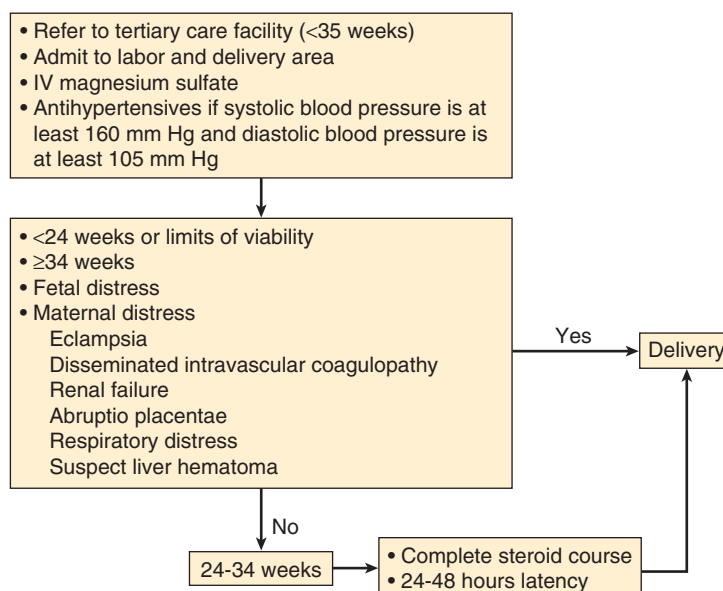 • Refer to tertiary care facility (<35 weeks)
• Admit to labor and delivery area
• IV magnesium sulfate
• Antihypertensives if systolic blood pressure is at
least 160 mm Hg and diastolic blood pressure is
at least 105 mm Hg
• <24 weeks or limits of viability
• ≥34 weeks
• Fetal distress
• Maternal distress
Eclampsia
Disseminated intravascular coagulopathy
Renal failure
Abruptio placentae
Respiratory distress
Suspect liver hematoma
Yes
Delivery
No
24-34 weeks
• Complete steroid course
• 24-48 hours latency